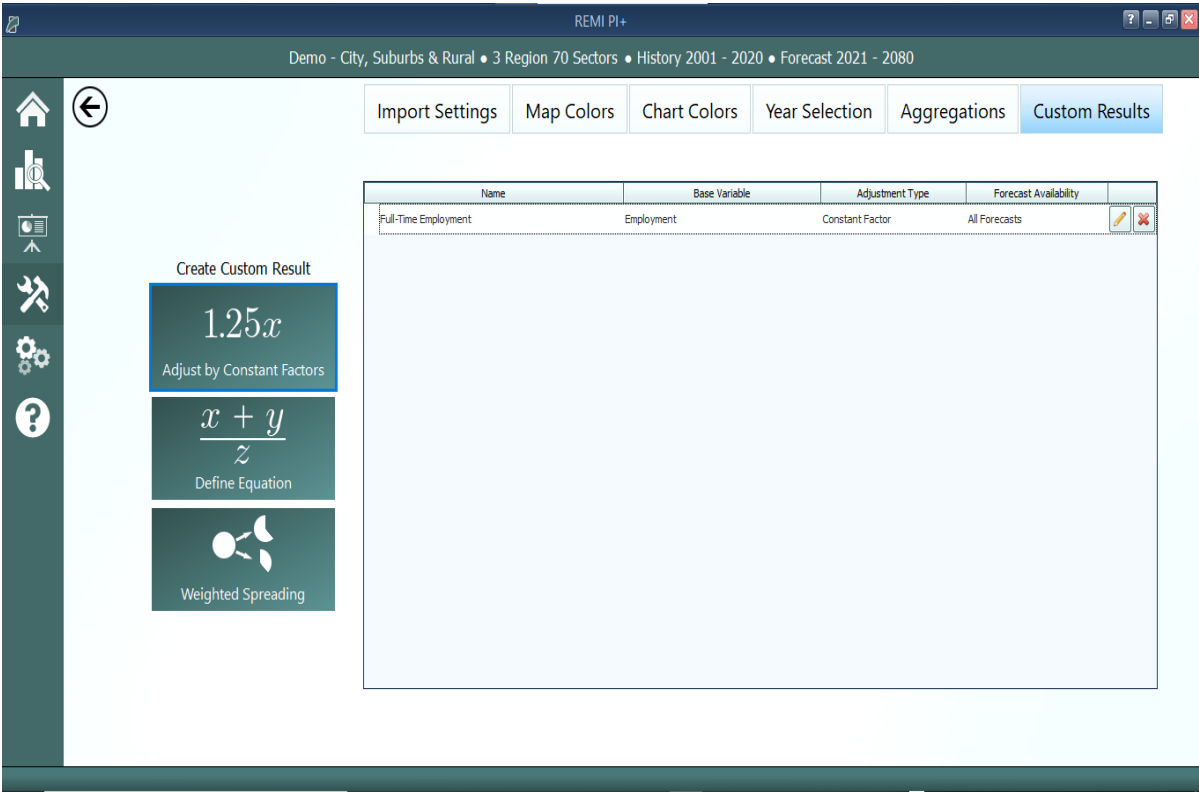 REMI PI+
?
Demo - City, Suburbs & Rural ● 3 Region 70 Sectors ● History 2001 - 2020 ● Forecast 2021 - 2080
Import Settings Map Colors Chart Colors Year Selection Aggregations Custom Results
Name Base Variable Adjustment Type Forecast Availability
Full-Time Employment Employment Constant Factor All Forecasts
Create Custom Result
1.25x
Adjust by Constant Factors
x + y
z
Define Equation
Weighted Spreading
?